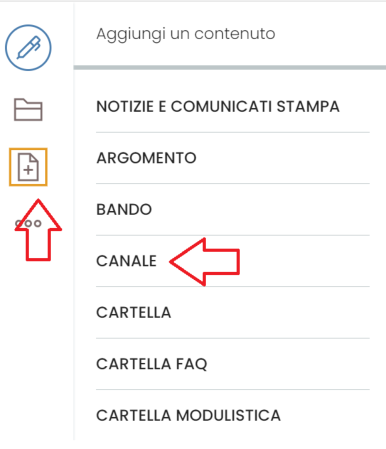 Aggiungi un contenuto
NOTIZIE E COMUNICATI STAMPA
ARGOMENTO
BANDO
CANALE
CARTELLA
CARTELLA FAQ
CARTELLA MODULISTICA